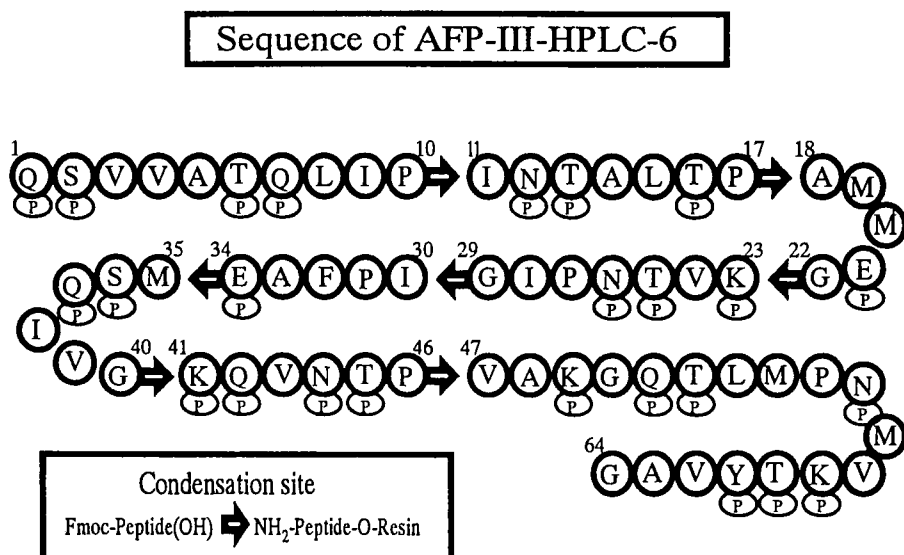 Sequence of AFP-III-HPLC-6
1 10 11 17 18
Q S V V A T Q L I P I N T A L T P A M
P P P P P P P
M
35 34 30 29 23 22
Q S M E A F P I G I P N T V K G E
P P P P P P P
I
40 41 46 47
V G K Q V N T P V A K G Q T L M P N
P P P P P P P P
M
64
G A V Y T K V
P P P
Condensation site
Fmoc-Peptide(OH) NH2-Peptide-O-Resin